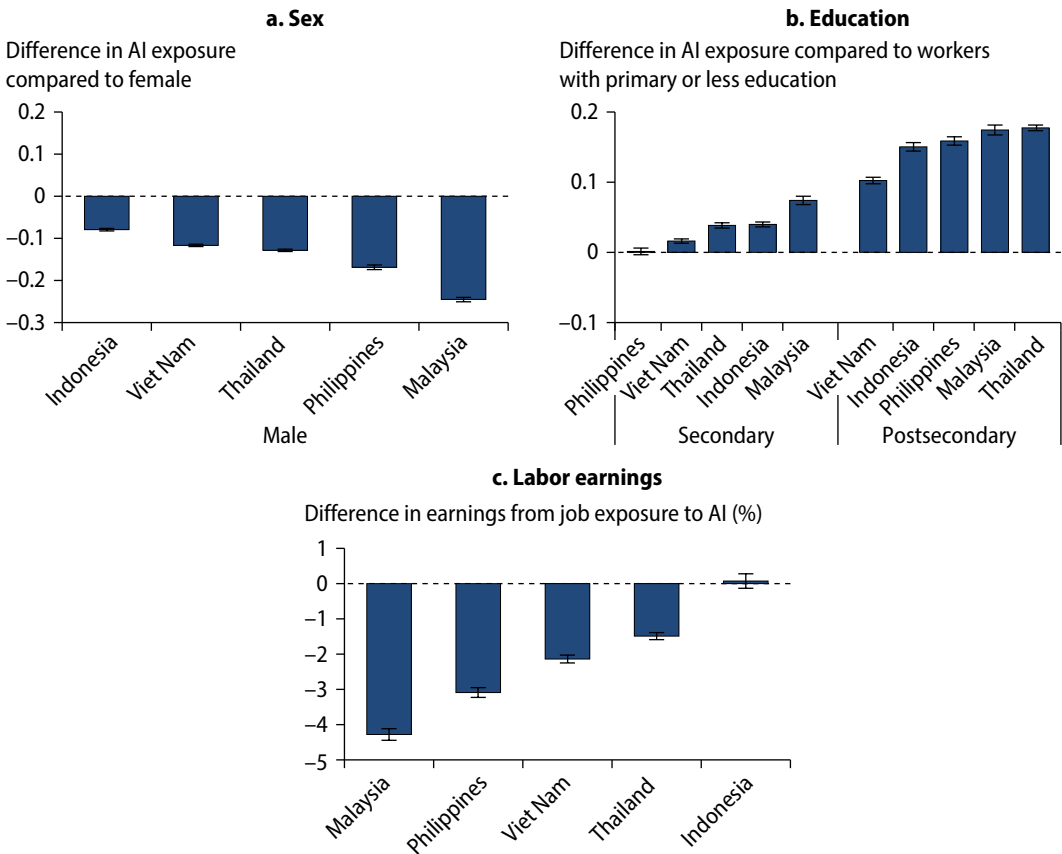 a. Sex
Difference in AI exposure
compared to female
0.2
0.1
0
−0.1
−0.2
−0.3
Indonesia
Viet Nam
Thailand
Philippines
Malaysia
Male
b. Education
Difference in AI exposure compared to workers
with primary or less education
0.2
0.1
0
−0.1
Philippines
Viet Nam
Thailand
Indonesia
Malaysia
Viet Nam
Indonesia
Philippines
Malaysia
Thailand
Secondary
Postsecondary
c. Labor earnings
Difference in earnings from job exposure to AI (%)
1
0
−1
−2
−3
−4
−5
Malaysia
Philippines
Viet Nam
Thailand
Indonesia